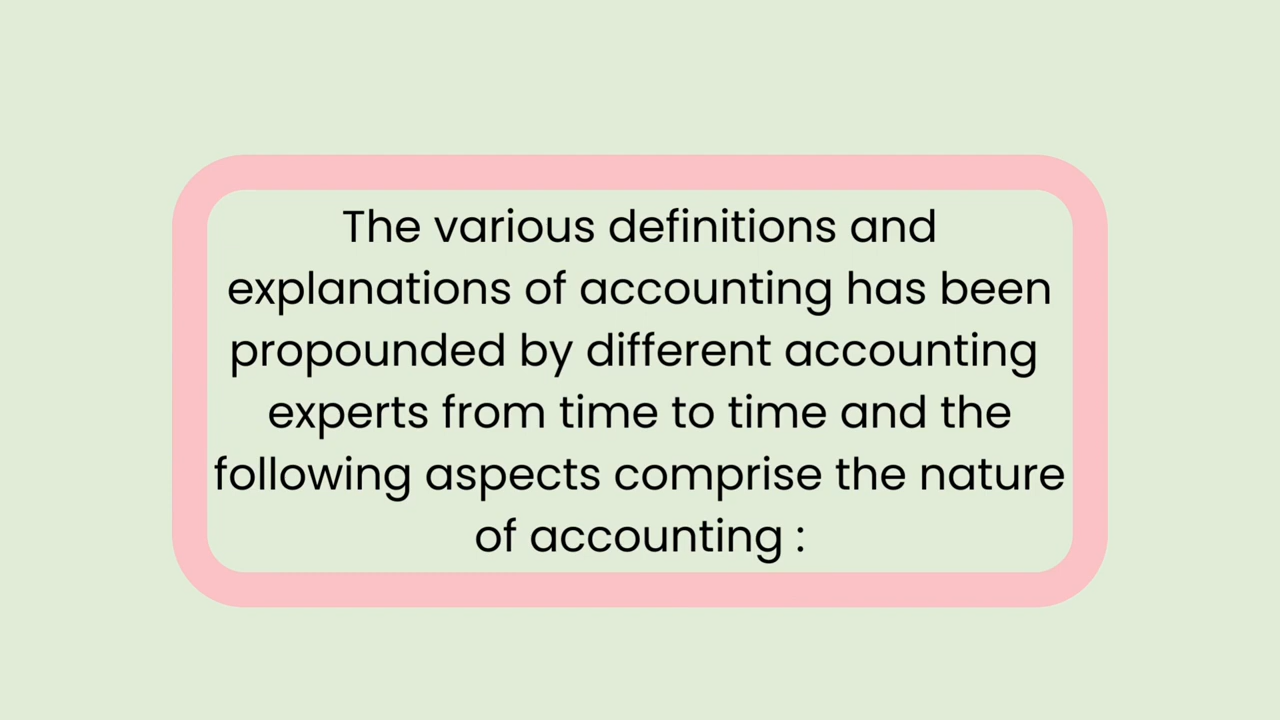 The various definitions and
explanations of accounting has been
propounded by different accounting
experts from time to time and the
following aspects comprise the nature
of accounting :